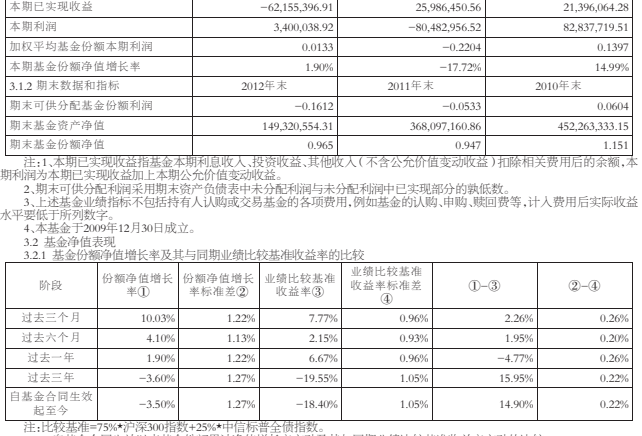 本期已实现收益 −62,155,396.91 25,986,450.56 21,396,064.28
本期利润 3,400,038.92 −80,482,956.52 82,837,719.51
加权平均基金份额本期利润 0.0133 −0.2204 0.1397
本期基金份额净值增长率 1.90% −17.72% 14.99%
3.1.2 期末数据和指标 2012年末 2011年末 2010年末
期末可供分配基金份额利润 −0.1612 −0.0533 0.0604
期末基金资产净值 149,320,554.31 368,097,160.86 452,263,333.15
期末基金份额净值 0.965 0.947 1.151
注:1、本期已实现收益指基金本期利息收入、投资收益、其他收入(不含公允价值变动收益)扣除相关费用后的余额,本
期利润为本期已实现收益加上本期公允价值变动收益。
2、期末可供分配利润采用期末资产负债表中未分配利润与未分配利润中已实现部分的孰低数。
3、上述基金业绩指标不包括持有人认购或交易基金的各项费用,例如基金的认购、申购、赎回费等,计入费用后实际收益
水平要低于所列数字。
4、本基金于2009年12月30日成立。
3.2 基金净值表现
3.2.1 基金份额净值增长率及其与同期业绩比较基准收益率的比较
阶段 份额净值增长率① 份额净值增长率标准差② 业绩比较基准收益率③ 业绩比较基准收益率标准差④ ①−③ ②−④
过去三个月 10.03% 1.22% 7.77% 0.96% 2.26% 0.26%
过去六个月 4.10% 1.13% 2.15% 0.93% 1.95% 0.20%
过去一年 1.90% 1.22% 6.67% 0.96% −4.77% 0.26%
过去三年 −3.60% 1.27% −19.55% 1.05% 15.95% 0.22%
自基金合同生效起至今 −3.50% 1.27% −18.40% 1.05% 14.90% 0.22%
注:比较基准=75%*沪深300指数+25%*中信标普全债指数。